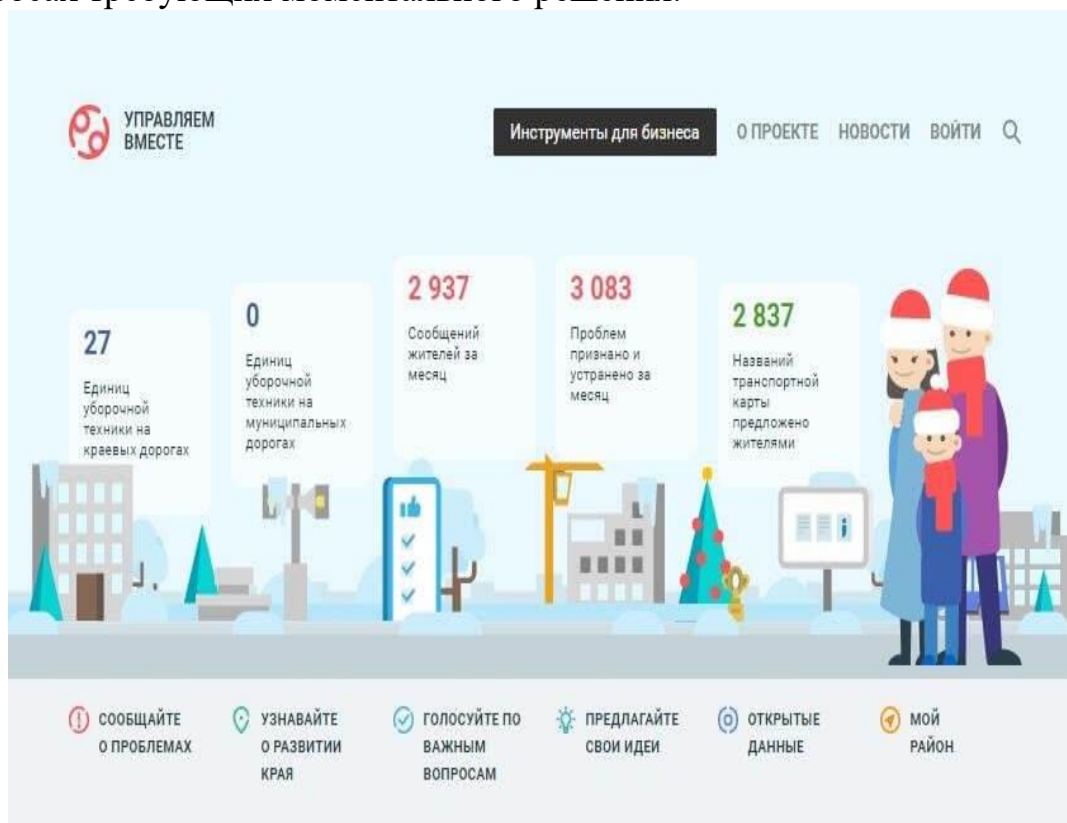 требующих моментального решения.
УПРАВЛЯЕМ
ВМЕСТЕ
Инструменты для бизнеса
О ПРОЕКТЕ
НОВОСТИ
ВОЙТИ
27
Единиц
уборочной
техники на
краевых дорогах
0
Единиц
уборочной
техники на
муниципальных
дорогах
2 937
Сообщений
жителей за
месяц
3 083
Проблем
признано и
устранено за
месяц
2 837
Названий
транспортной
карты
предложено
жителями
СООБЩАЙТЕ
О ПРОБЛЕМАХ
УЗНАВАЙТЕ
О РАЗВИТИИ
КРАЯ
ГОЛОСУЙТЕ ПО
ВАЖНЫМ
ВОПРОСАМ
ПРЕДЛАГАЙТЕ
СВОИ ИДЕИ
ОТКРЫТЫЕ
ДАННЫЕ
МОЙ
РАЙОН